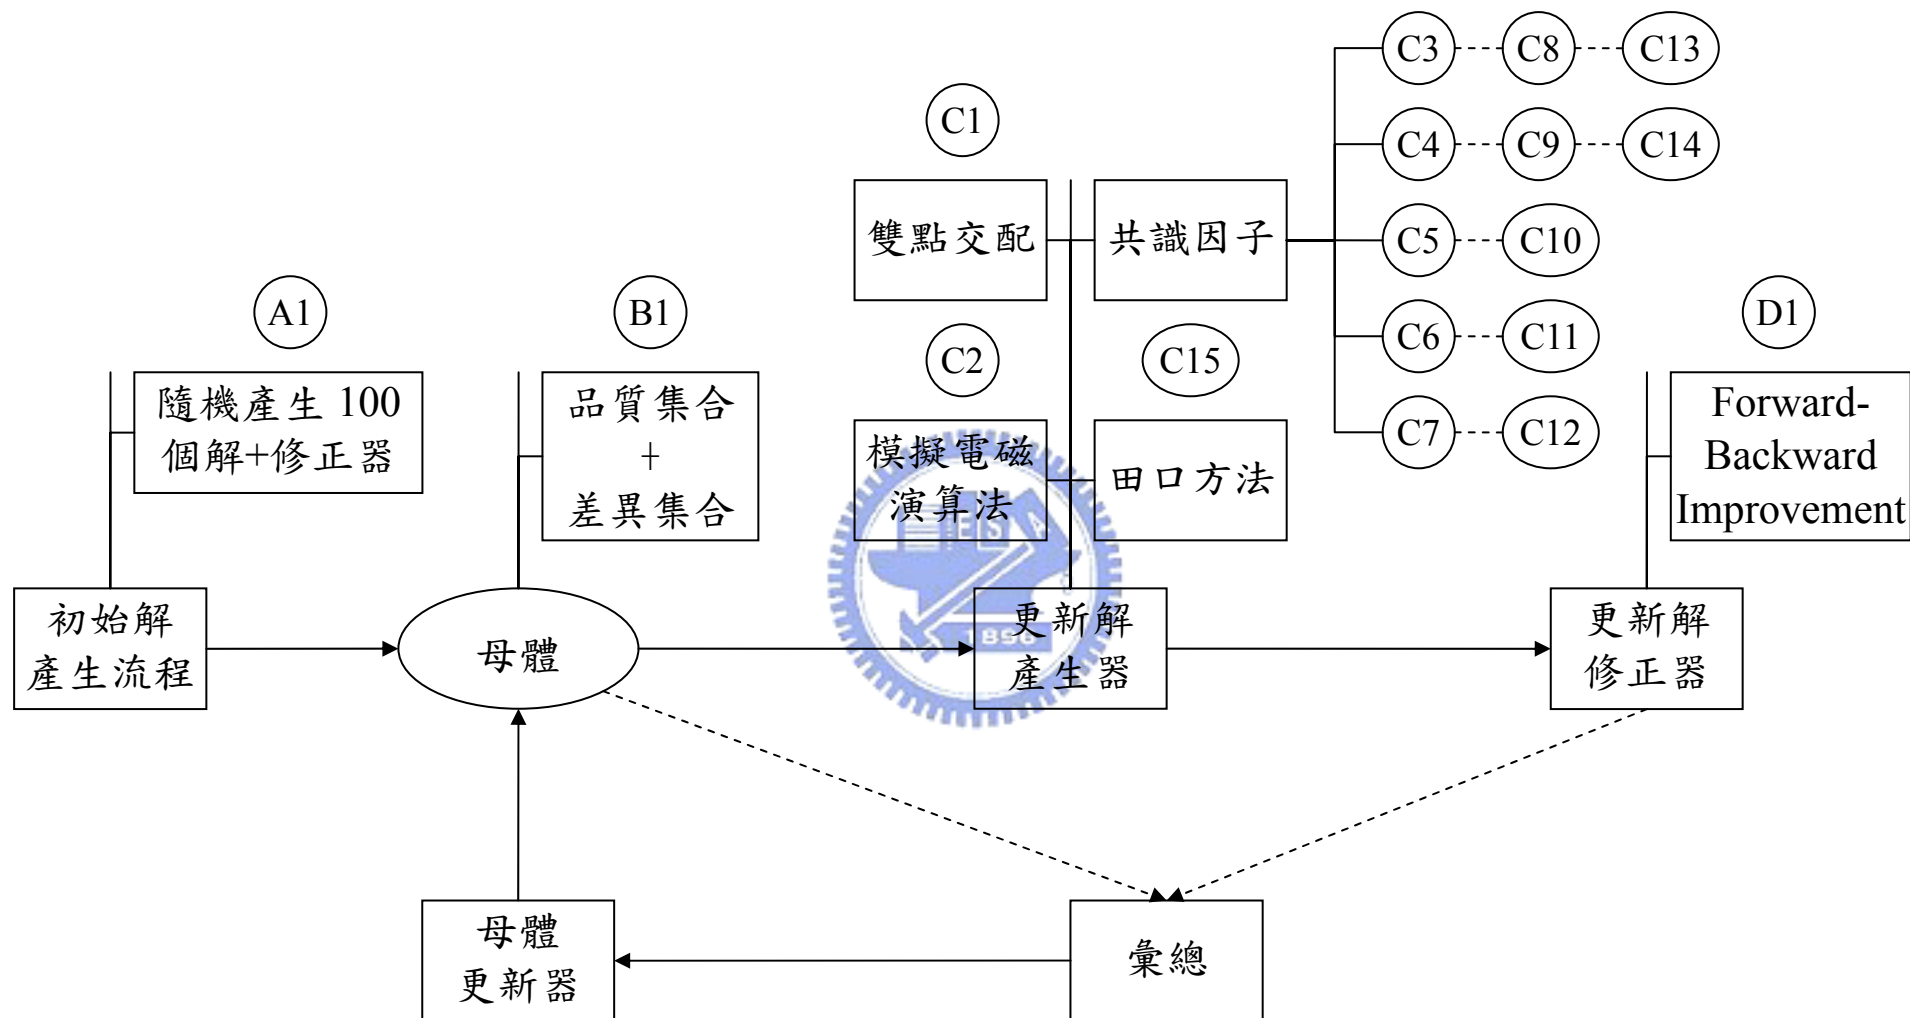 C3
C8
C13
C1
C4
C9
C14
雙點交配
共識因子
C5
C10
A1
B1
C2
C15
C6
C11
D1
隨機產生 100
個解+修正器
品質集合
+
差異集合
模擬電磁
演算法
田口方法
C7
C12
Forward-
Backward
Improvement
ESA
1896
初始解
產生流程
母體
更新解
產生器
更新解
修正器
母體
更新器
彙總